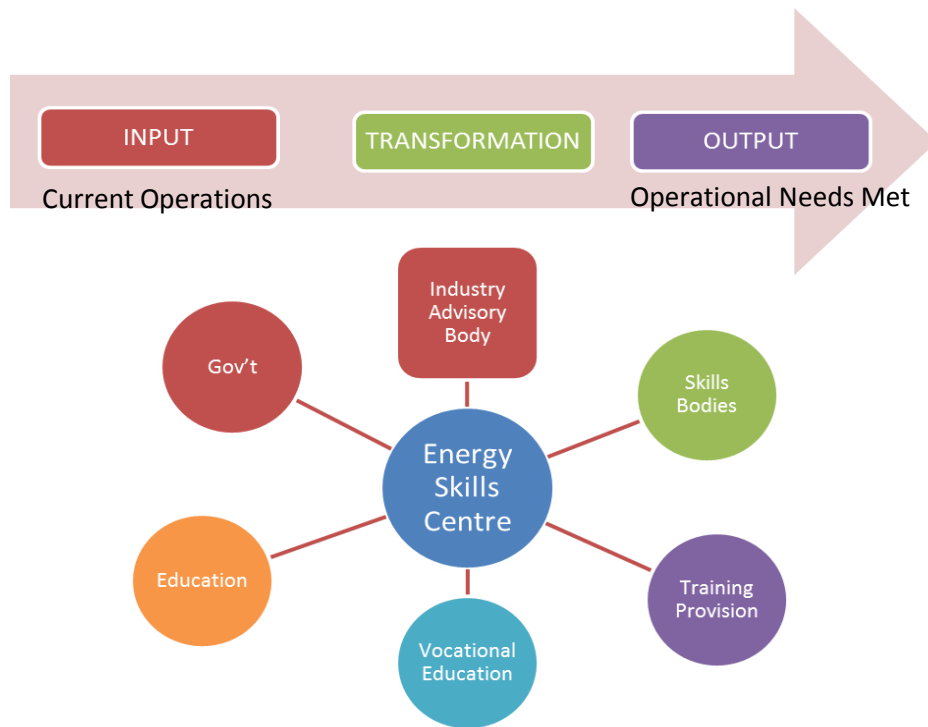 INPUT
TRANSFORMATION
OUTPUT
Current Operations
Operational Needs Met
Industry
Advisory
Body
Gov't
Skills
Bodies
Energy
Skills
Centre
Education
Training
Provision
Vocational
Education